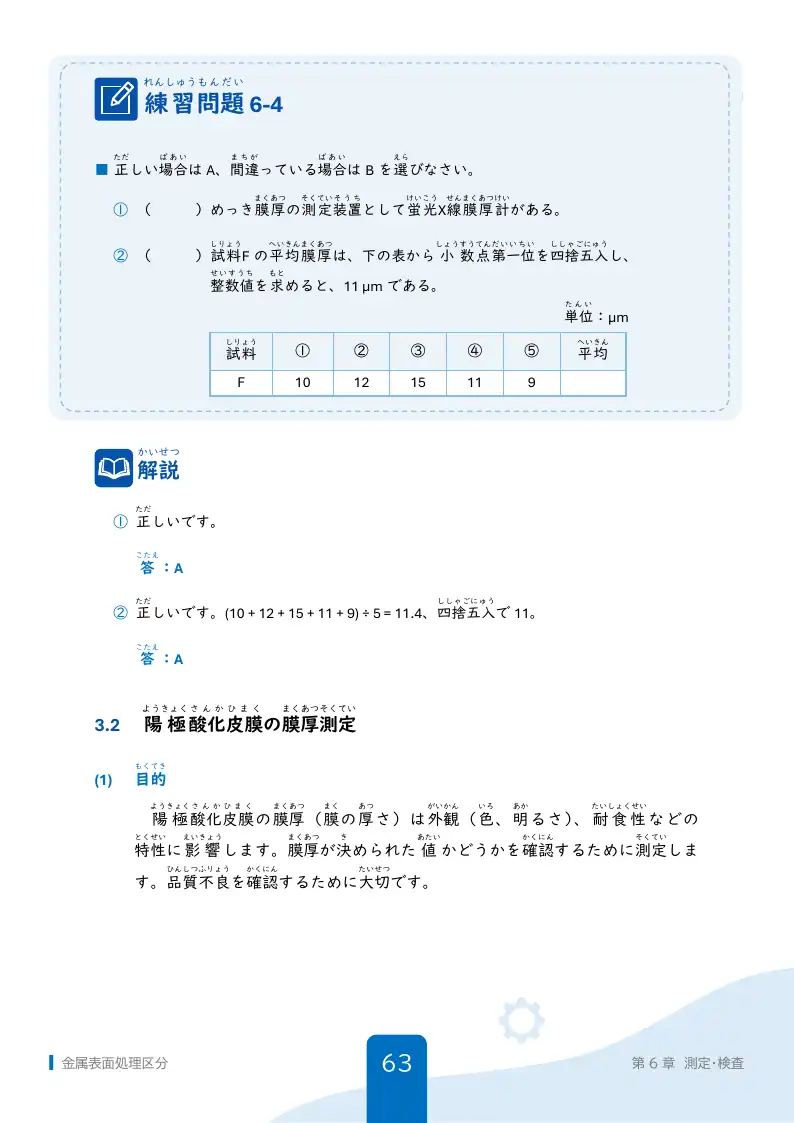 れんしゅうもんだい
練習問題 6-4
ただ ばあい まちが ばあい えら
■ 正しい場合は A、間違っている場合は B を選びなさい。
まくあつ そくていそうち けいこう せんまくあつけい
① （ ）めっき膜厚の測定装置として蛍光X線膜厚計がある。
しりょう へいきんまくあつ しょうすうてんだいいちい ししゃごにゅう
② （ ）試料F の平均膜厚は、下の表から小数点第一位を四捨五入し、
せいすうち もと
整数値を求めると、11 µm である。
たんい
単位：µm
しりょう へいきん
試料 ① ② ③ ④ ⑤ 平均
F 10 12 15 11 9
かいせつ
解説
ただ
① 正しいです。
こたえ
答：A
ただ ししゃごにゅう
② 正しいです。(10 + 12 + 15 + 11 + 9) ÷ 5 = 11.4、四捨五入で 11。
こたえ
答：A
ようきょくさんかひまく まくあつそくてい
3.2 陽極酸化皮膜の膜厚測定
もくてき
(1) 目的
ようきょくさんかひまく まくあつ まく あつ がいかん いろ あか たいしょくせい
陽極酸化皮膜の膜厚（膜の厚さ）は外観（色、明るさ）、耐食性などの
とくせい えいきょう まくあつ き あたい かくにん そくてい
特性に影響します。膜厚が決められた値かどうかを確認するために測定しま
ひんしつふりょう かくにん たいせつ
す。品質不良を確認するために大切です。
金属表面処理区分
63
第 6 章 測定・検査